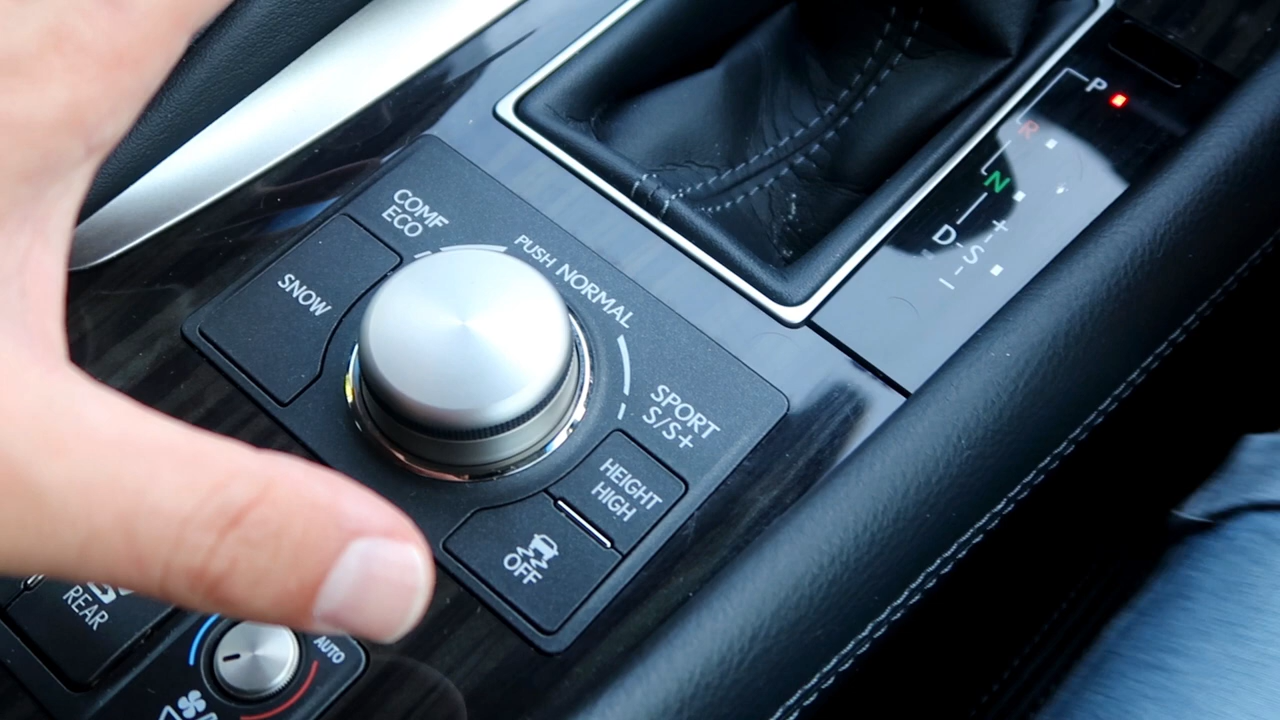 P
R
N
+
D-S
−
COMF
ECO
PUSH NORMAL
SNOW
SPORT
S/S+
HEIGHT
HIGH
OFF
REAR
AUTO